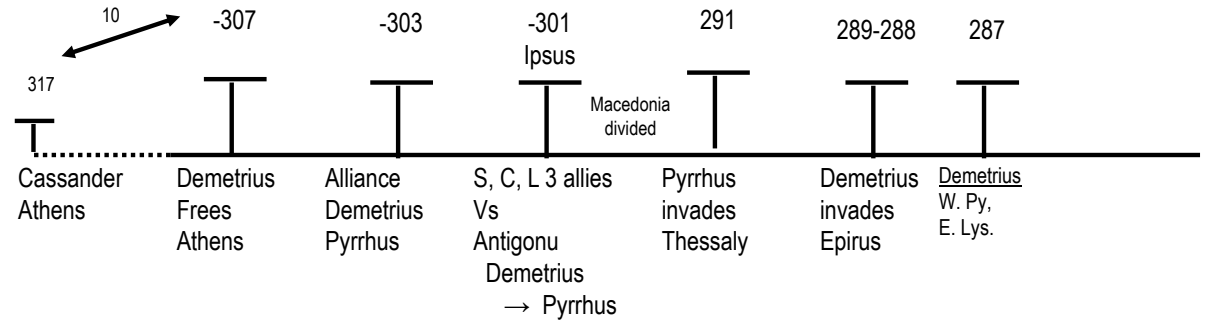 10
317
-307
-303
-301
Ipsus
291
289-288
287
Macedonia
divided
Cassander
Athens
Demetrius
Frees
Athens
Alliance
Demetrius
Pyrrhus
S, C, L 3 allies
Vs
Antigonu
Demetrius
→ Pyrrhus
Pyrrhus
invades
Thessaly
Demetrius
invades
Epirus
Demetrius
W. Py,
E. Lys.